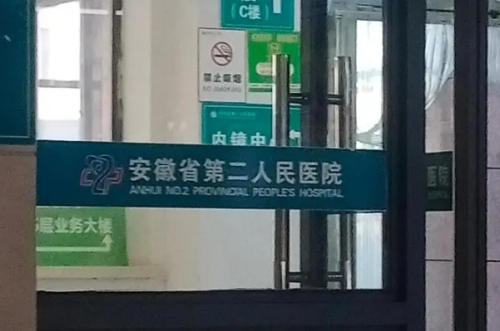 (C楼)
禁止吸烟
NO SMOKING
内镜中
安徽省第二人民医院
ANHUI NO.2 PROVINCIAL PEOPLE'S HOSPITAL
医院
层业务大楼